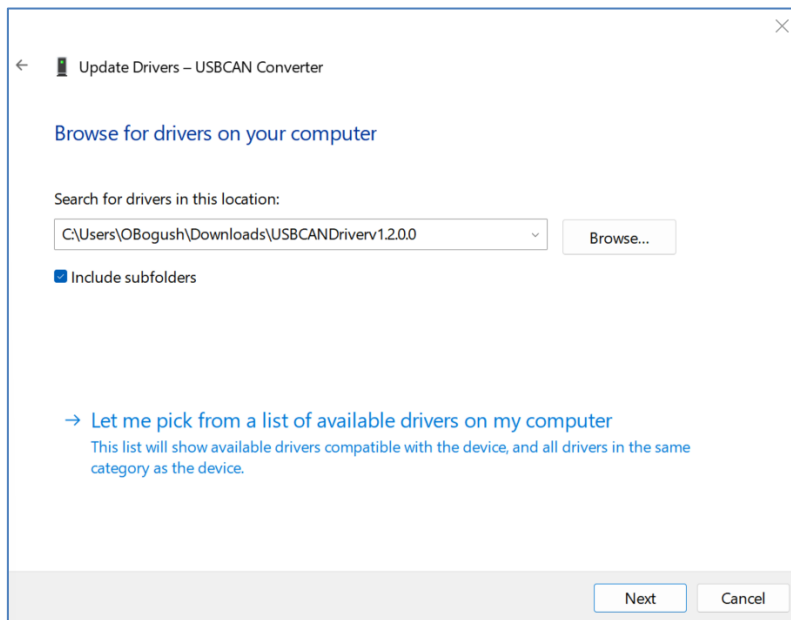 Update Drivers – USBCAN Converter
Browse for drivers on your computer
Search for drivers in this location:
C:\Users\OBogush\Downloads\USBCANDriverv1.2.0.0
Browse...
Include subfolders
Let me pick from a list of available drivers on my computer
This list will show available drivers compatible with the device, and all drivers in the same
category as the device.
Next
Cancel